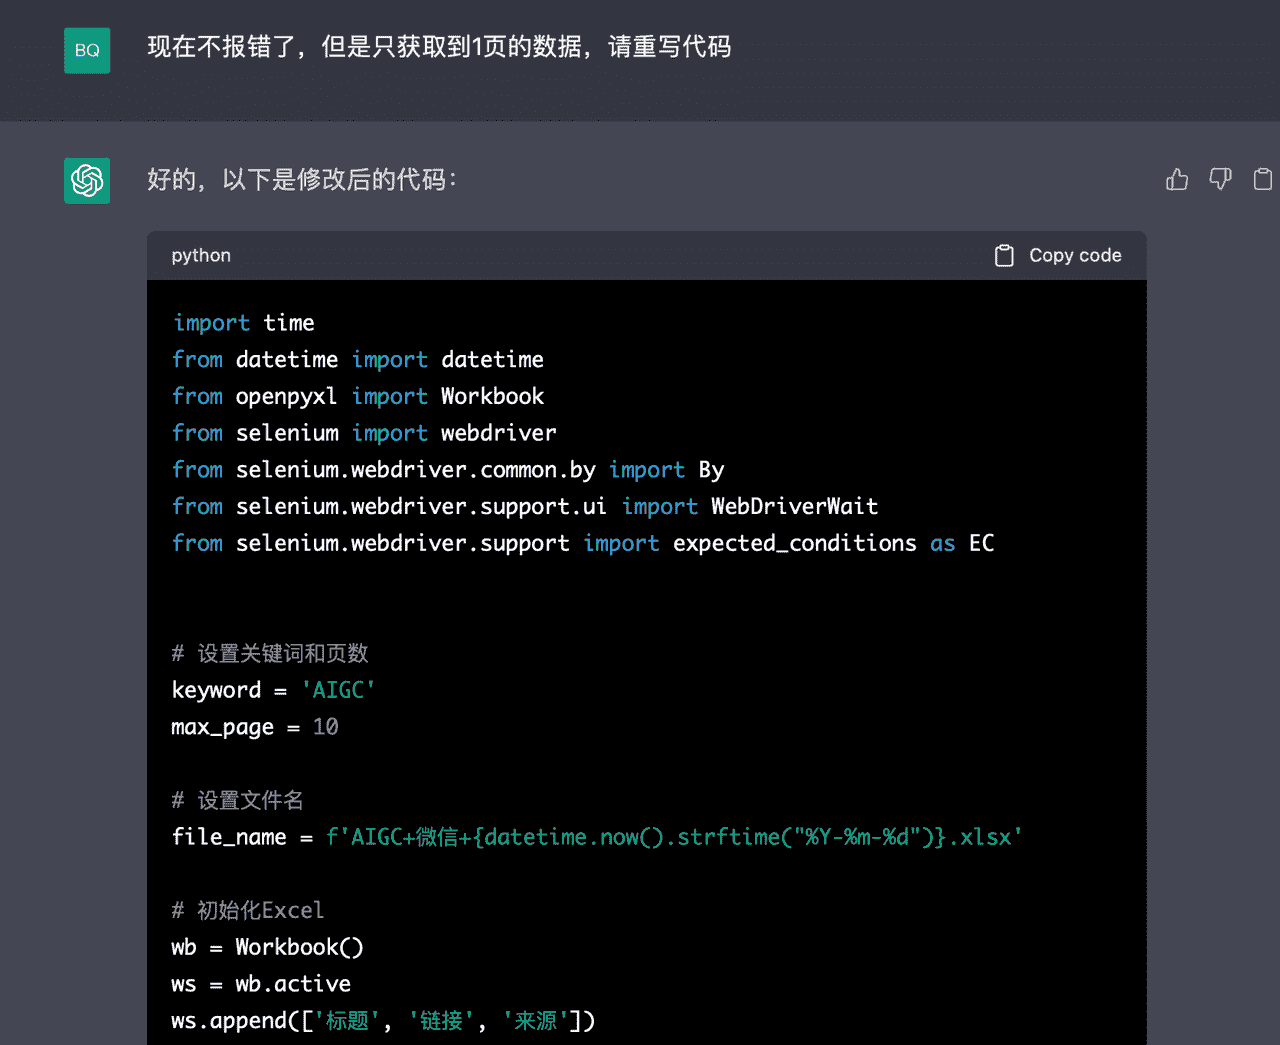 BQ
现在不报错了，但是只获取到1页的数据，请重写代码
好的，以下是修改后的代码：
python
Copy code
import time
from datetime import datetime
from openpyxl import Workbook
from selenium import webdriver
from selenium.webdriver.common.by import By
from selenium.webdriver.support.ui import WebDriverWait
from selenium.webdriver.support import expected_conditions as EC
# 设置关键词和页数
keyword = 'AIGC'
max_page = 10
# 设置文件名
file_name = f'AIGC+微信+{datetime.now().strftime("%Y-%m-%d")}.xlsx'
# 初始化Excel
wb = Workbook()
ws = wb.active
ws.append(['标题', '链接', '来源'])